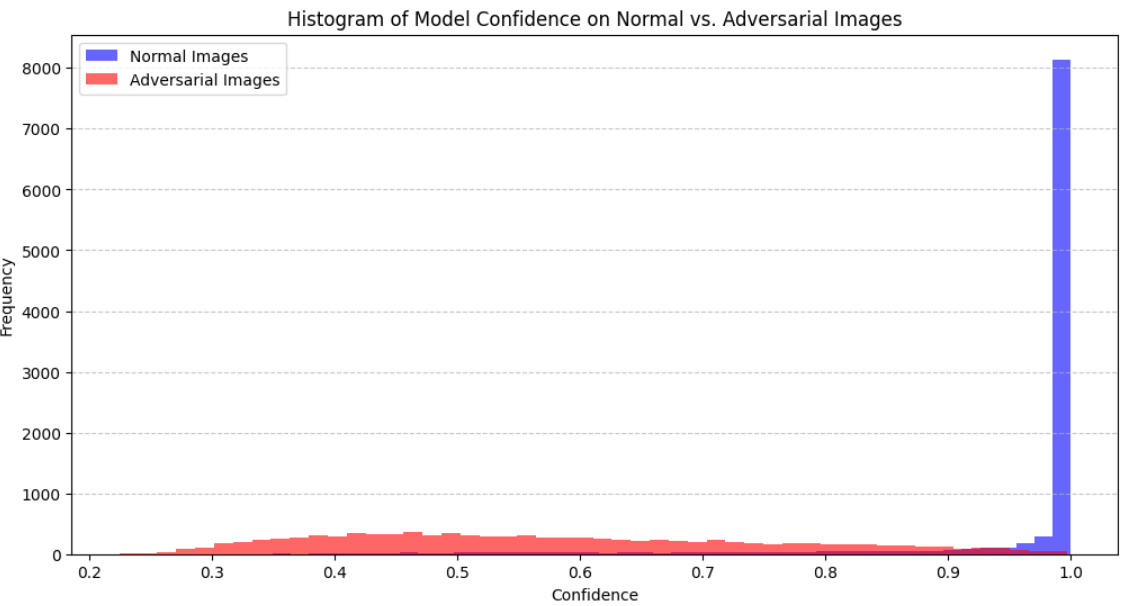 Histogram of Model Confidence on Normal vs. Adversarial Images
Normal Images
Adversarial Images
Frequency
8000
7000
6000
5000
4000
3000
2000
1000
0
0.2 0.3 0.4 0.5 0.6 0.7 0.8 0.9 1.0
Confidence